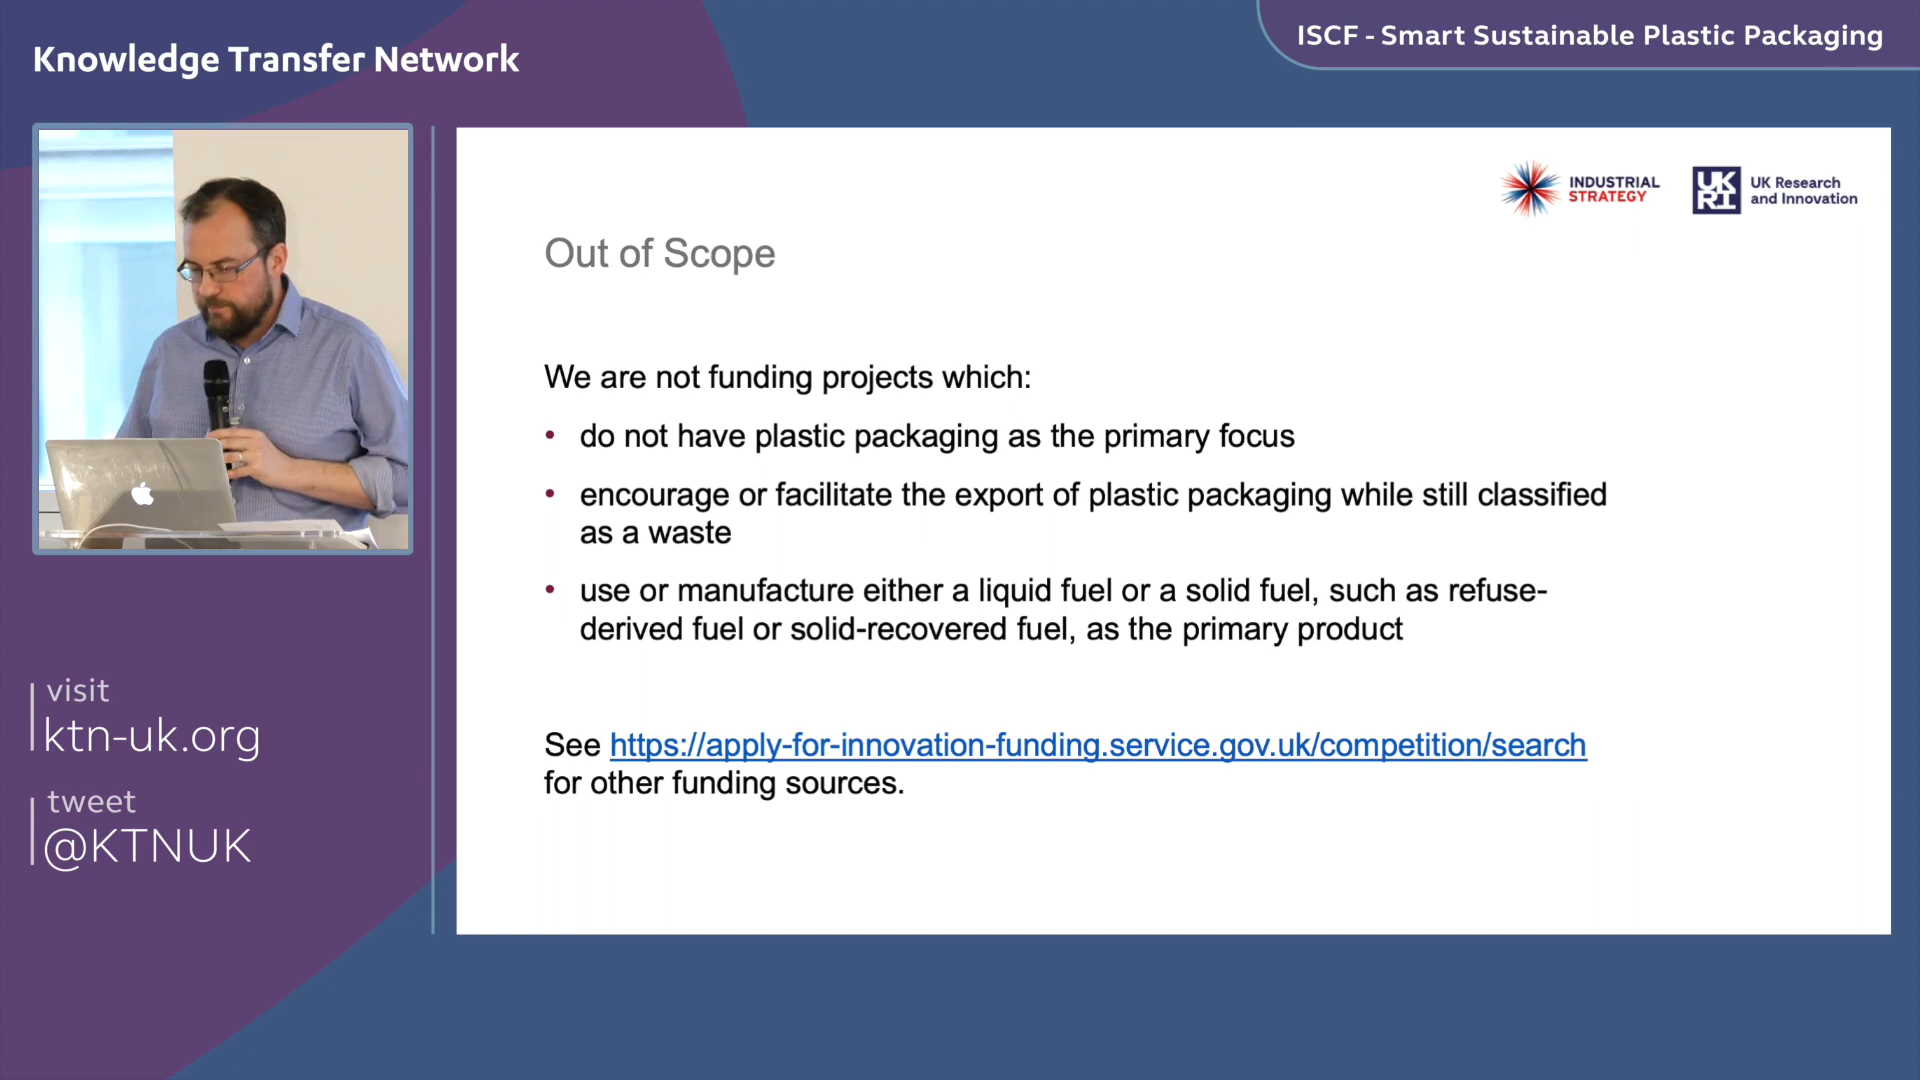 Knowledge Transfer Network
ISCF - Smart Sustainable Plastic Packaging
INDUSTRIAL
STRATEGY
UK
RI
UK Research
and Innovation
Out of Scope
We are not funding projects which:
• do not have plastic packaging as the primary focus
• encourage or facilitate the export of plastic packaging while still classified
as a waste
• use or manufacture either a liquid fuel or a solid fuel, such as refuse-
derived fuel or solid-recovered fuel, as the primary product
See https://apply-for-innovation-funding.service.gov.uk/competition/search
for other funding sources.
visit
ktn-uk.org
tweet
@KTNUK